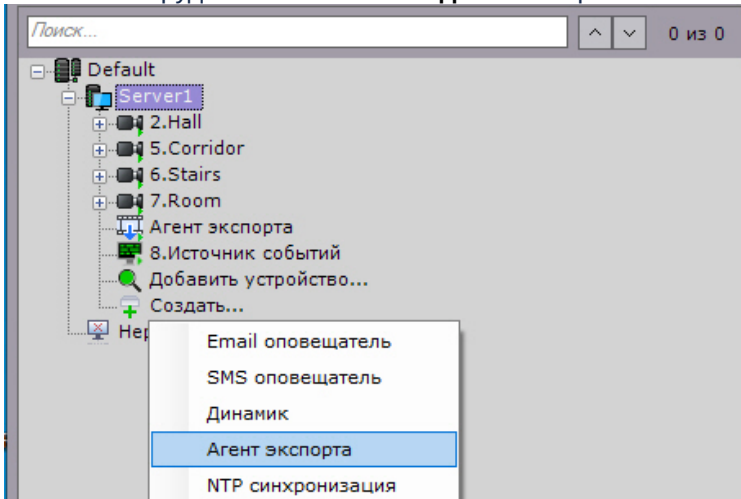 Поиск...
0 из 0
Default
Server1
2.Hall
5.Corridor
6.Stairs
7.Room
Агент экспорта
8.Источник событий
Добавить устройство...
Создать...
Email оповещатель
SMS оповещатель
Динамик
Агент экспорта
NTP синхронизация